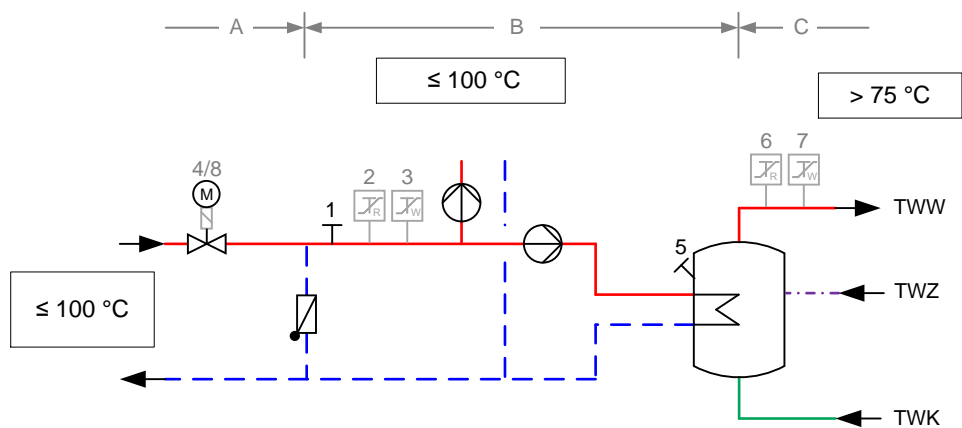 A B C
≤ 100 °C
> 75 °C
4/8
M
2 3
6 7
R W
R W
1
TWW
5
TWZ
≤ 100 °C
TWK